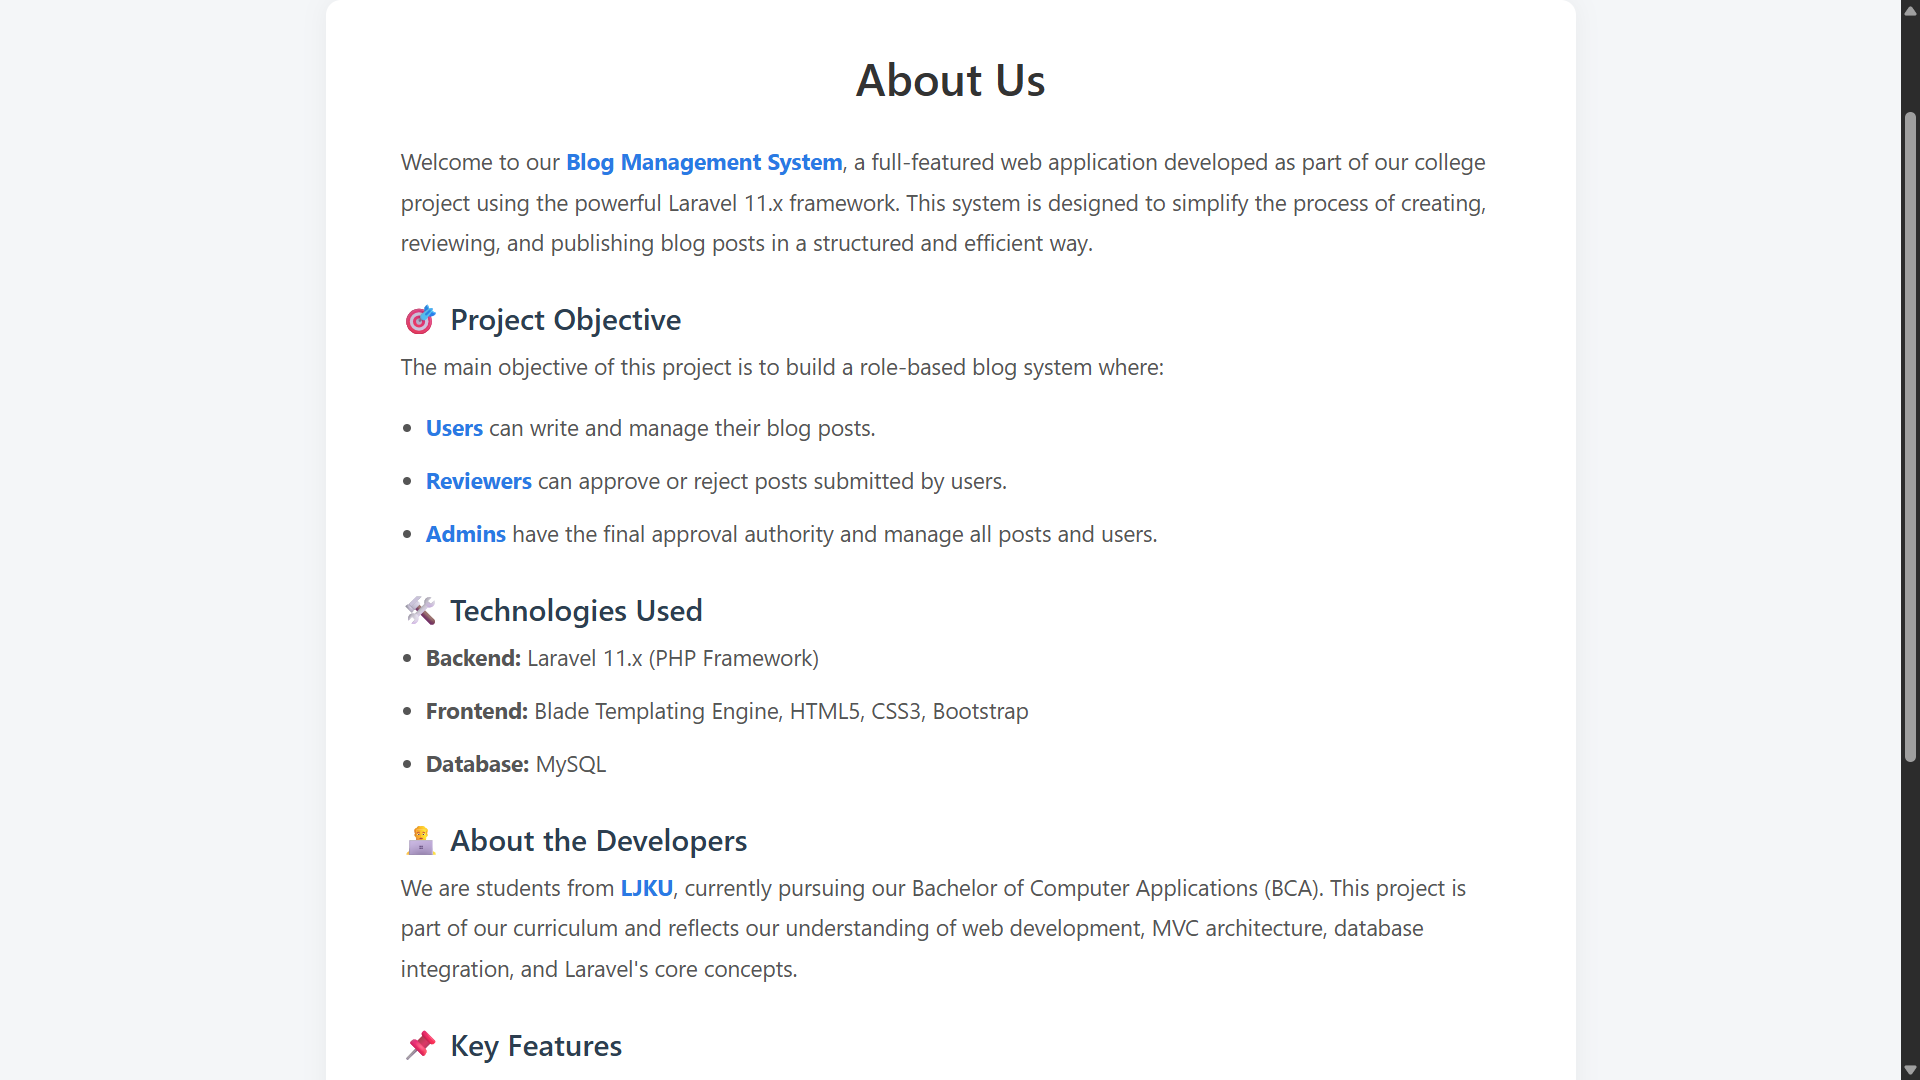 About Us
Welcome to our Blog Management System, a full-featured web application developed as part of our college
project using the powerful Laravel 11.x framework. This system is designed to simplify the process of creating,
reviewing, and publishing blog posts in a structured and efficient way.
🎯 Project Objective
The main objective of this project is to build a role-based blog system where:
• Users can write and manage their blog posts.
• Reviewers can approve or reject posts submitted by users.
• Admins have the final approval authority and manage all posts and users.
🛠️ Technologies Used
• Backend: Laravel 11.x (PHP Framework)
• Frontend: Blade Templating Engine, HTML5, CSS3, Bootstrap
• Database: MySQL
🧑‍💻 About the Developers
We are students from LJKU, currently pursuing our Bachelor of Computer Applications (BCA). This project is
part of our curriculum and reflects our understanding of web development, MVC architecture, database
integration, and Laravel's core concepts.
📌 Key Features